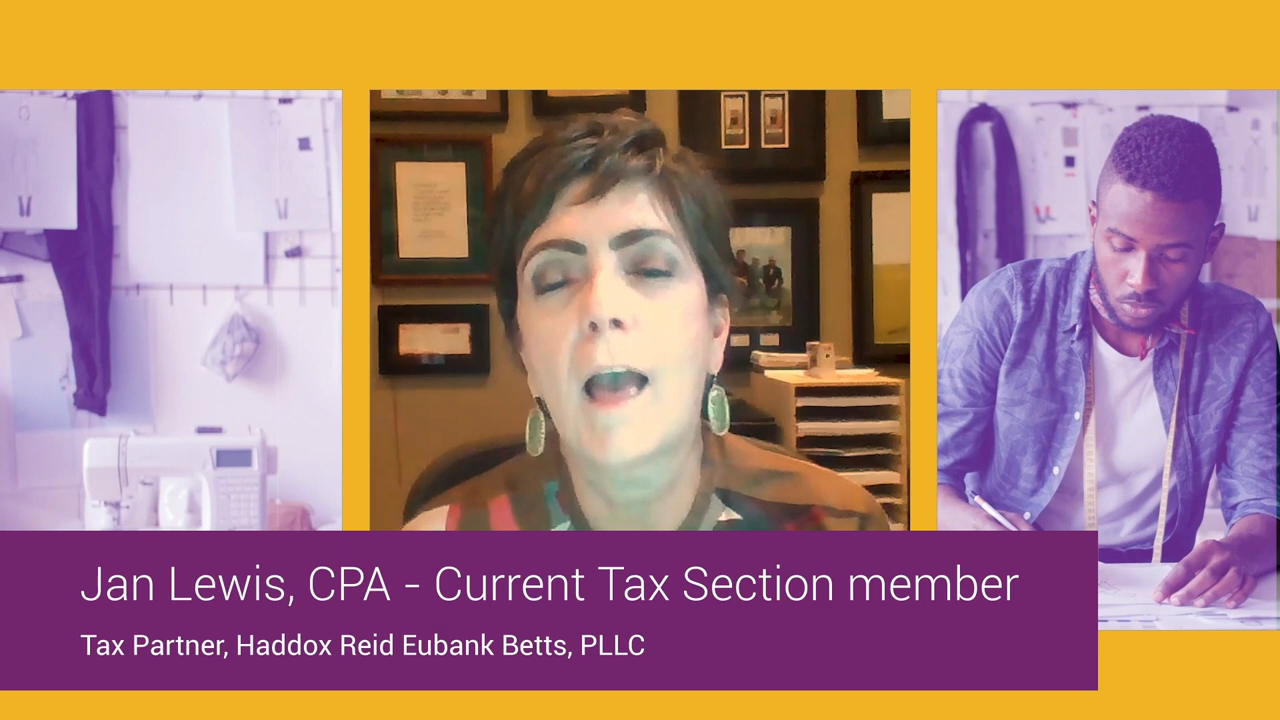 Jan Lewis, CPA - Current Tax Section member
Tax Partner, Haddox Reid Eubank Betts, PLLC